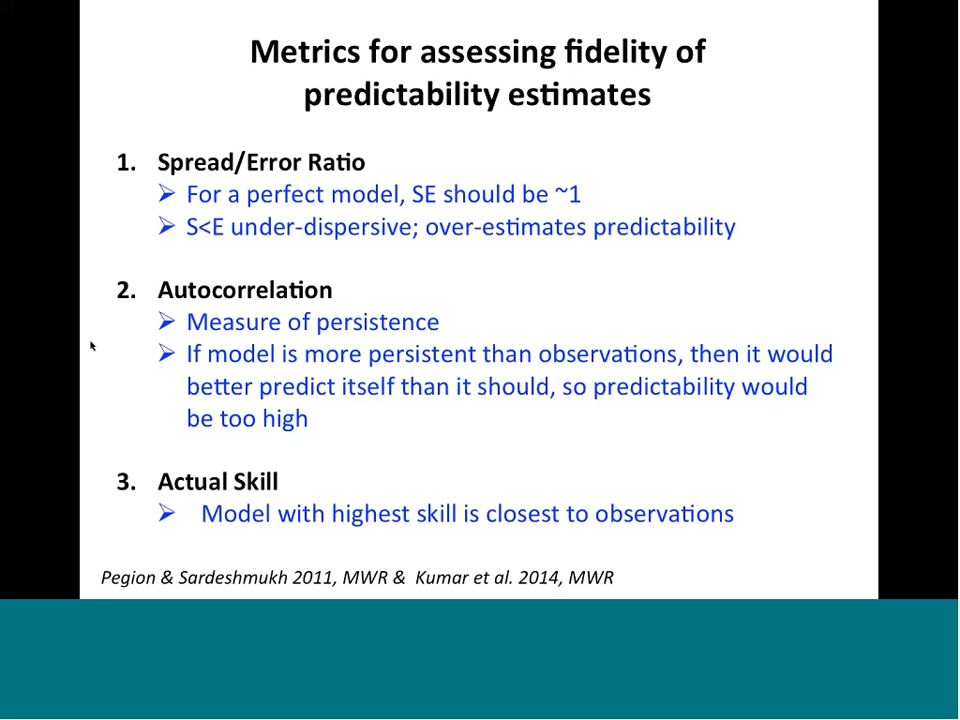 Metrics for assessing fidelity of
predictability estimates
1. Spread/Error Ratio
➢ For a perfect model, SE should be ~1
➢ S<E under-dispersive; over-estimates predictability
2. Autocorrelation
➢ Measure of persistence
➢ If model is more persistent than observations, then it would
better predict itself than it should, so predictability would
be too high
3. Actual Skill
➢ Model with highest skill is closest to observations
Pegion & Sardeshmukh 2011, MWR & Kumar et al. 2014, MWR